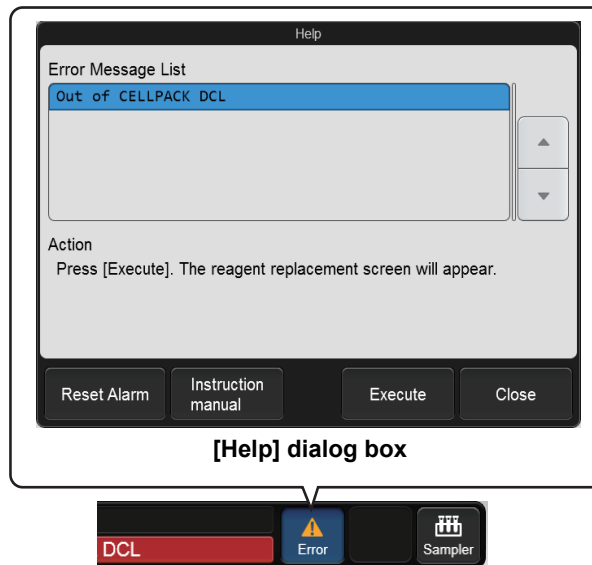 Help
Error Message List
Out of CELLPACK DCL
Action
Press [Execute]. The reagent replacement screen will appear.
Reset Alarm
Instruction
manual
Execute
Close
[Help] dialog box
DCL
Error
Sampler